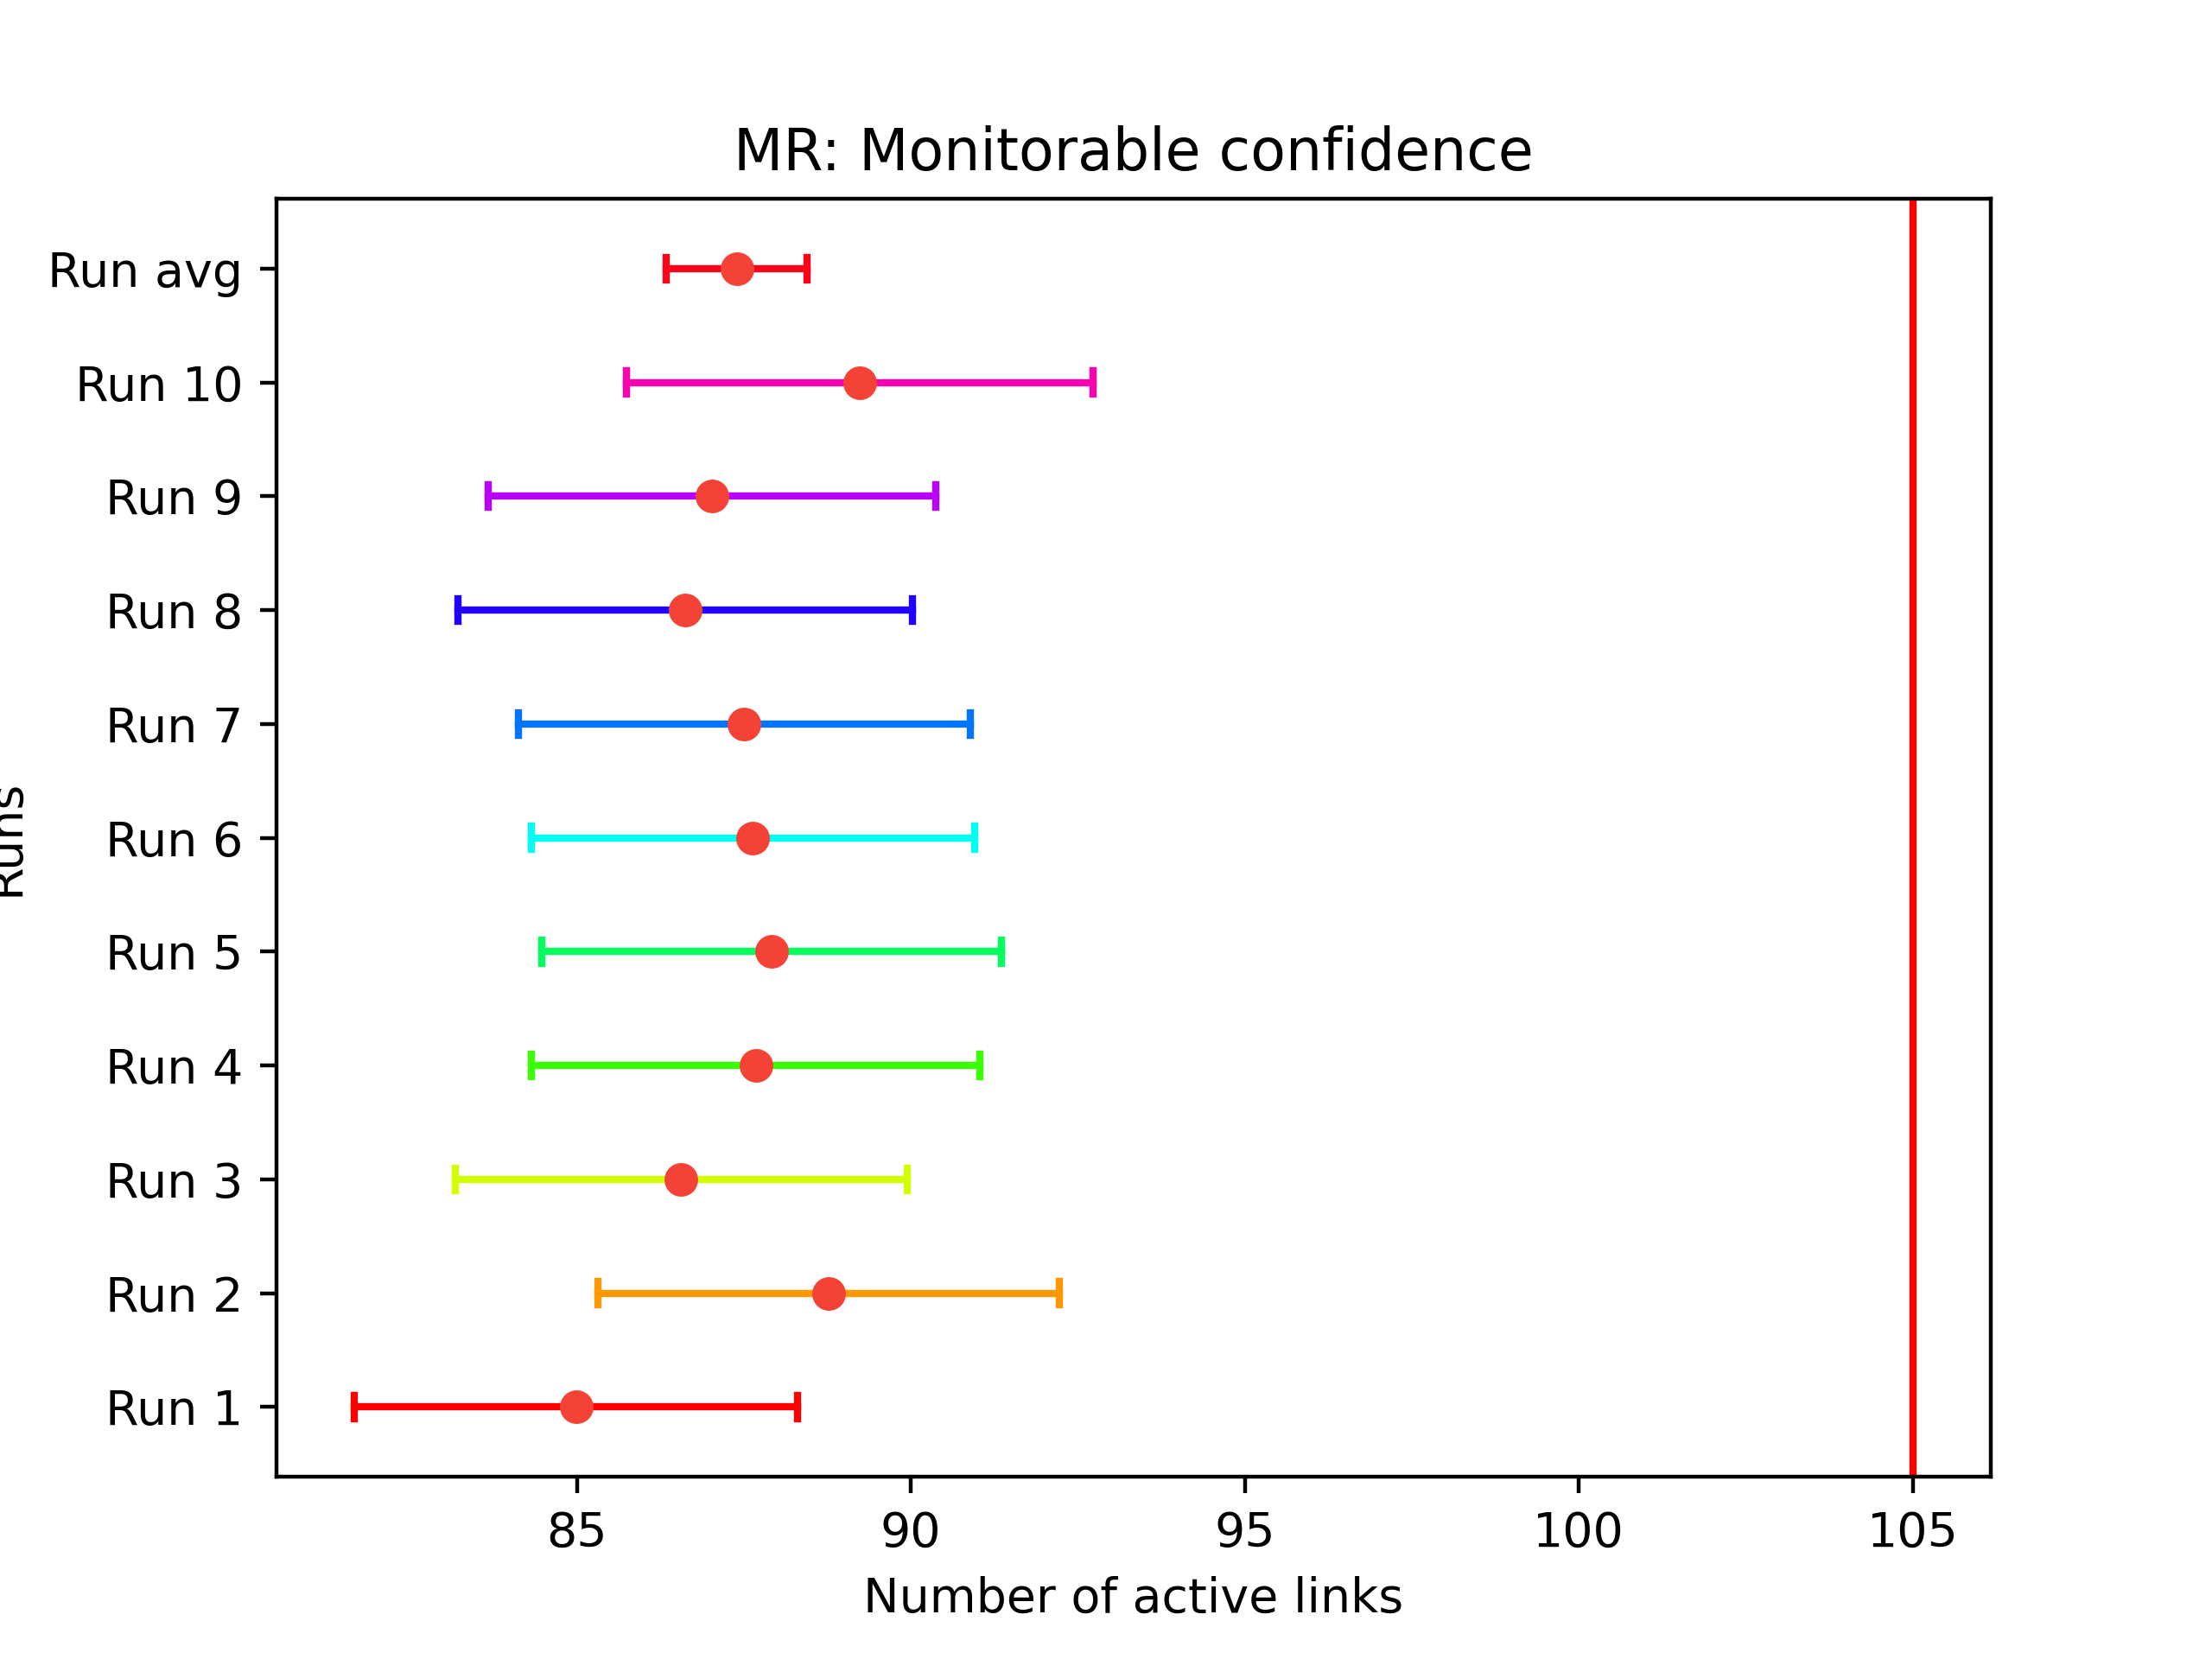 MR: Monitorable confidence
Run avg
Run 10
Run 9
Run 8
Run 7
Run 6
Run 5
Run 4
Run 3
Run 2
Run 1
Runs
85 90 95 100 105
Number of active links